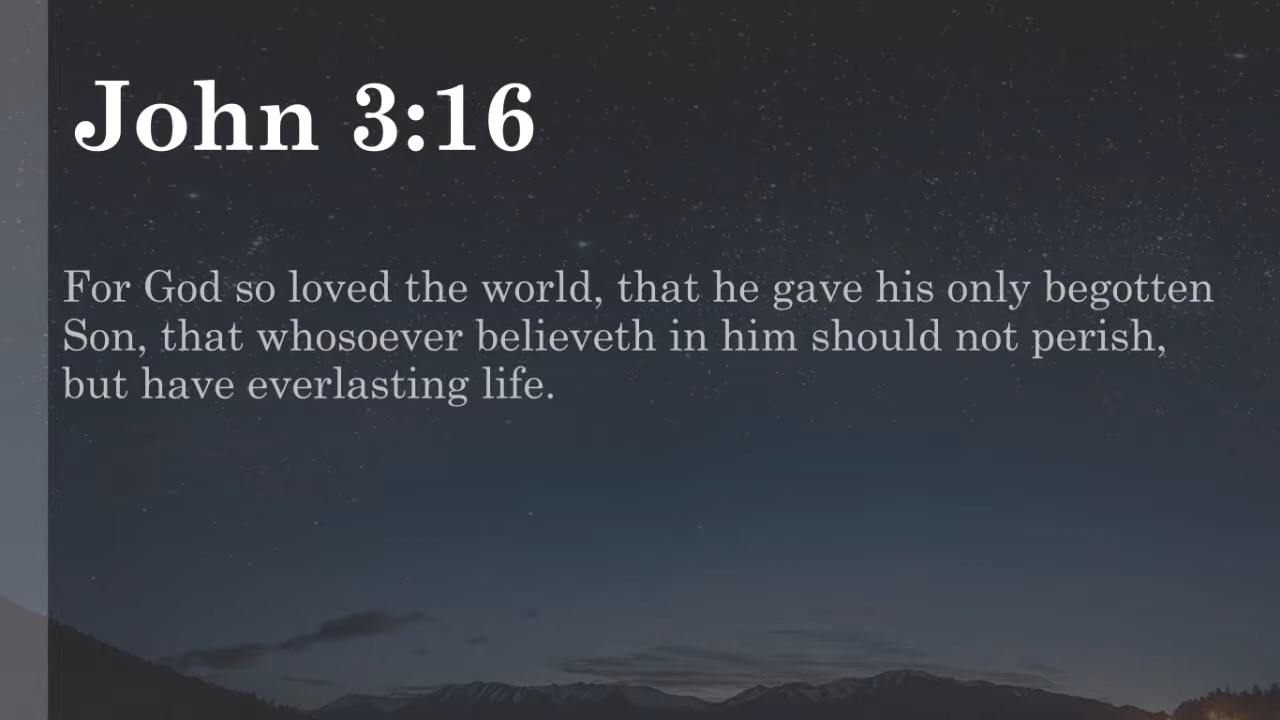 John 3:16
For God so loved the world, that he gave his only begotten
Son, that whosoever believeth in him should not perish,
but have everlasting life.